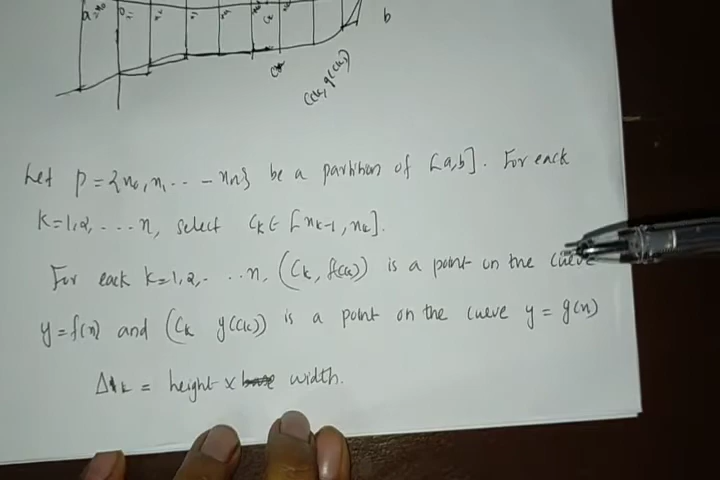 b
(Ck, g(Ck))
Let P = {x0, x1 ... - xn} be a partition of [a,b]. For each
K=1,2, ... n, select Ck ∈ [xk-1, xk].
For each k=1,2,. ..n, (Ck, f(Ck)) is a point on the curve
y = f(x) and (Ck g(Ck)) is a point on the curve y = g(x)
= height x width.